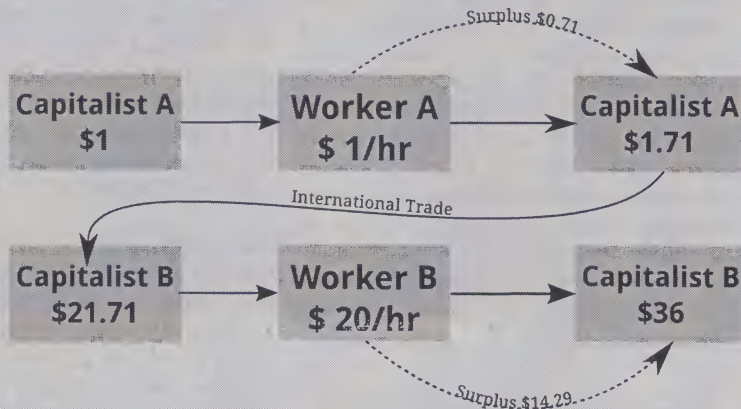 Surplus $0.71
Capitalist A
$1
Worker A
$ 1/hr
Capitalist A
$1.71
International Trade
Capitalist B
$21.71
Worker B
$ 20/hr
Capitalist B
$36
Surplus $14.29